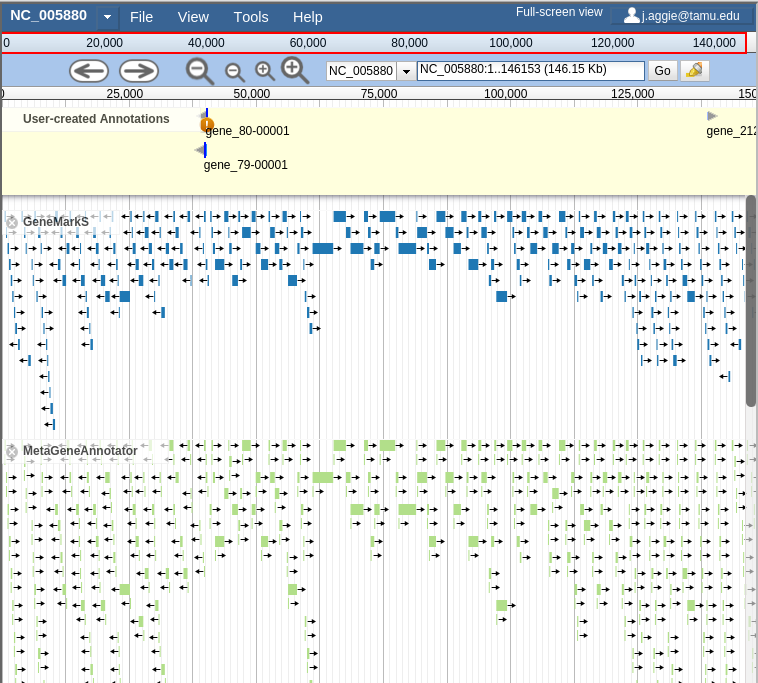 NC_005880 File View Tools Help Full-screen view j.aggie@tamu.edu
0 20,000 40,000 60,000 80,000 100,000 120,000 140,000
NC_005880 NC_005880:1..146153 (146.15 Kb) Go
0 25,000 50,000 75,000 100,000 125,000 150
User-created Annotations
gene_80-00001 gene_212
gene_79-00001
GeneMarkS
MetaGeneAnnotator